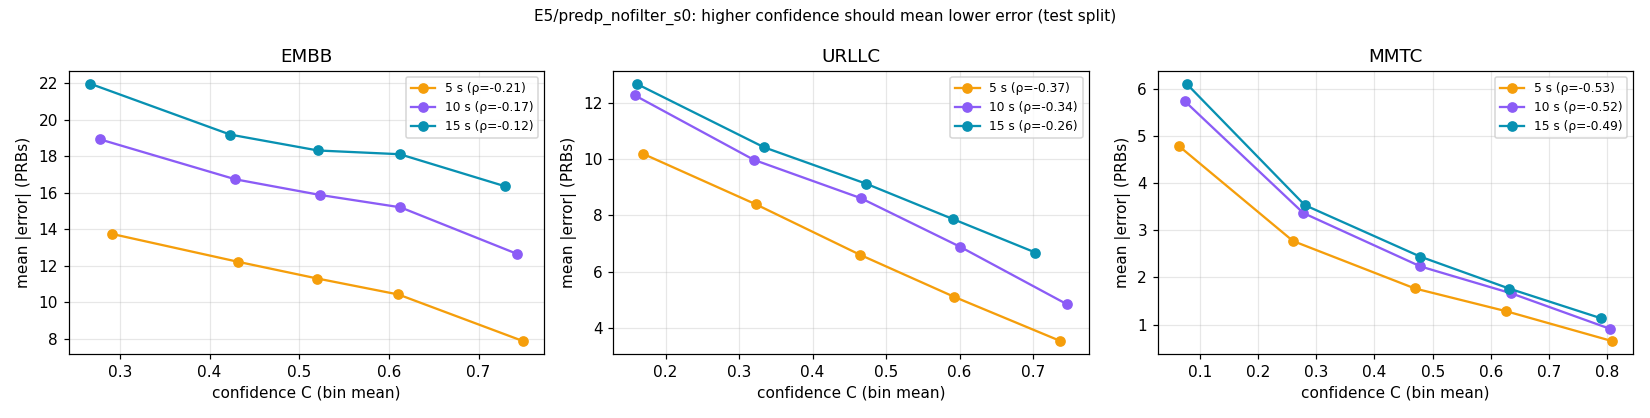 E5/predp_nofilter_s0: higher confidence should mean lower error (test split)
EMBB
mean |error| (PRBs)
22
20
18
16
14
12
10
8
0.3
0.4
0.5
0.6
0.7
confidence C (bin mean)
5 s (ρ=-0.21)
10 s (ρ=-0.17)
15 s (ρ=-0.12)
URLLC
mean |error| (PRBs)
12
10
8
6
4
0.2
0.3
0.4
0.5
0.6
0.7
confidence C (bin mean)
5 s (ρ=-0.37)
10 s (ρ=-0.34)
15 s (ρ=-0.26)
MMTC
mean |error| (PRBs)
6
5
4
3
2
1
0.1
0.2
0.3
0.4
0.5
0.6
0.7
0.8
confidence C (bin mean)
5 s (ρ=-0.53)
10 s (ρ=-0.52)
15 s (ρ=-0.49)